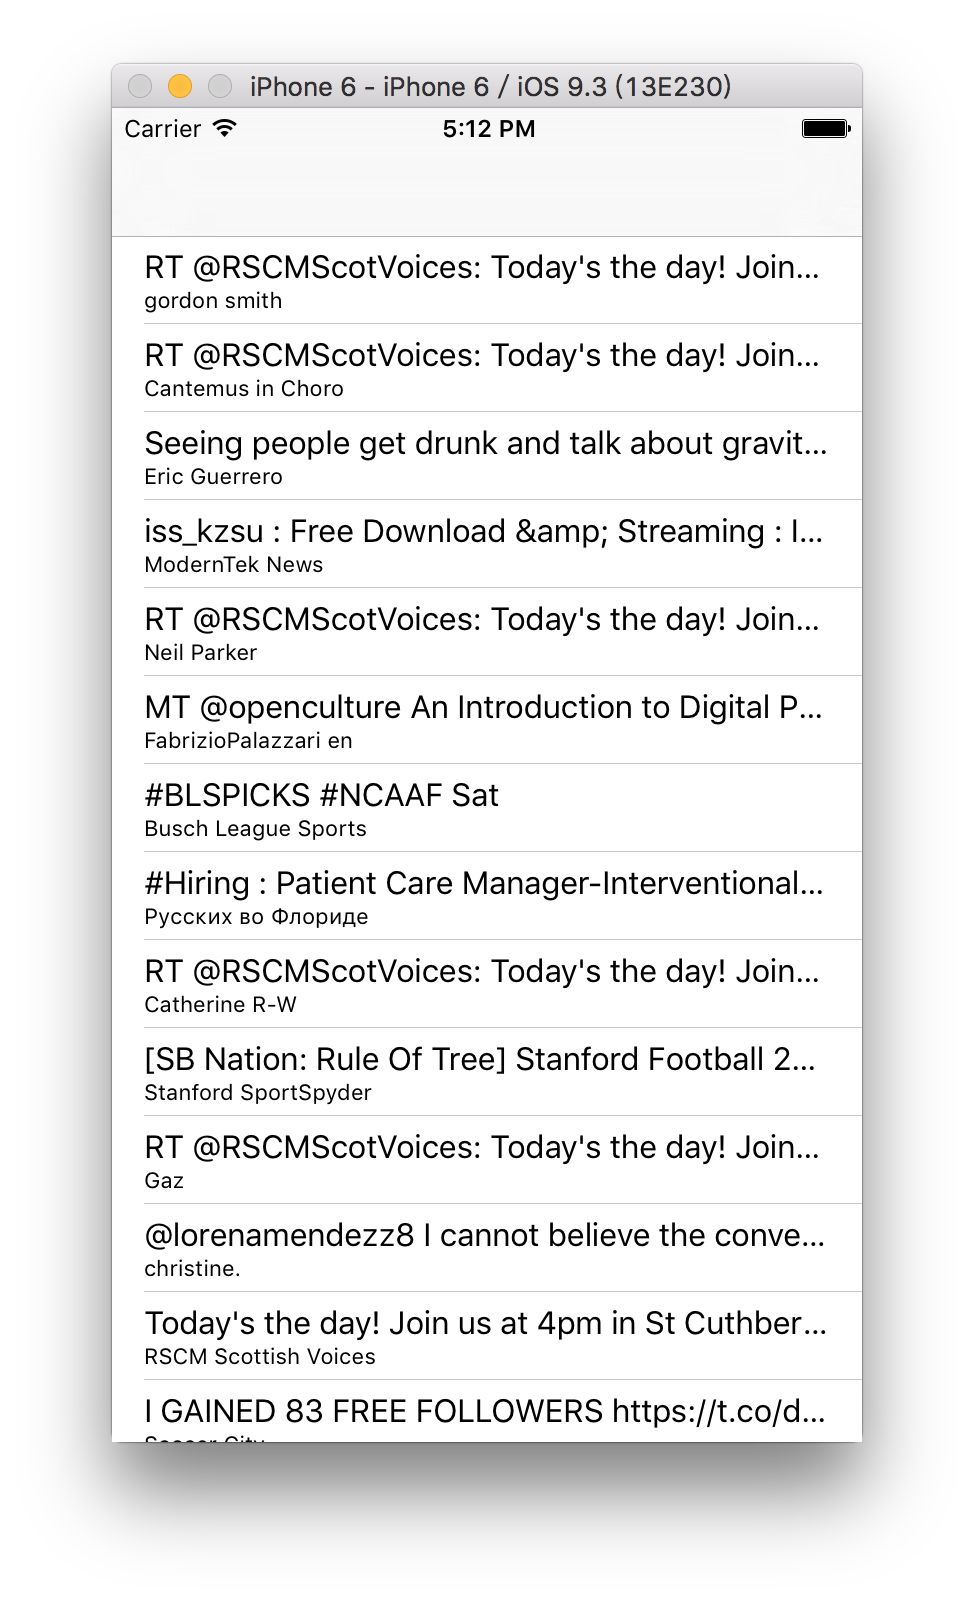 iPhone 6 - iPhone 6 / iOS 9.3 (13E230)
Carrier 5:12 PM
RT @RSCMScotVoices: Today's the day! Join...
gordon smith
RT @RSCMScotVoices: Today's the day! Join...
Cantemus in Choro
Seeing people get drunk and talk about gravit...
Eric Guerrero
iss_kzsu : Free Download &amp; Streaming : I...
ModernTek News
RT @RSCMScotVoices: Today's the day! Join...
Neil Parker
MT @openculture An Introduction to Digital P...
FabrizioPalazzari en
#BLSPICKS #NCAAF Sat
Busch League Sports
#Hiring : Patient Care Manager-Interventional...
Русских во Флориде
RT @RSCMScotVoices: Today's the day! Join...
Catherine R-W
[SB Nation: Rule Of Tree] Stanford Football 2...
Stanford SportSpyder
RT @RSCMScotVoices: Today's the day! Join...
Gaz
@lorenamendezz8 I cannot believe the conve...
christine.
Today's the day! Join us at 4pm in St Cuthber...
RSCM Scottish Voices
I GAINED 83 FREE FOLLOWERS https://t.co/d...
Soccer City